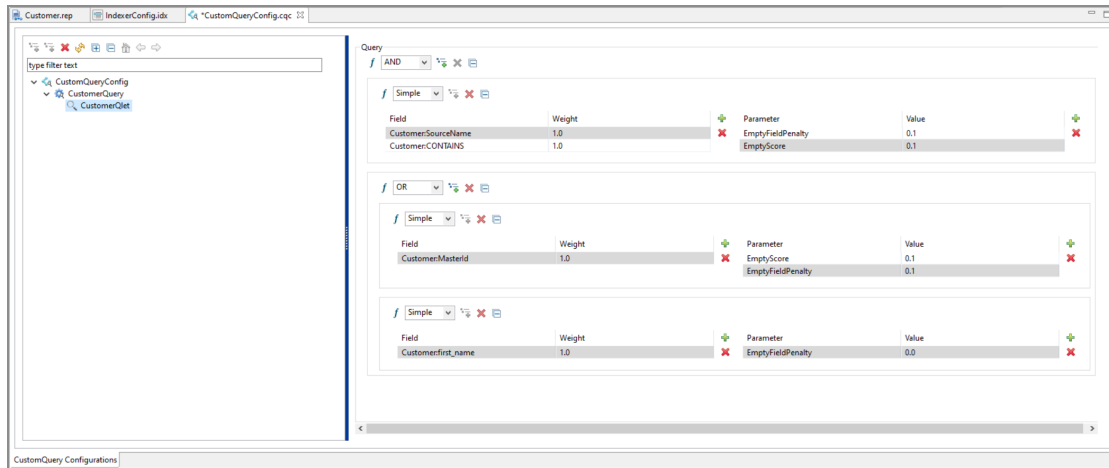 Customer.rep IndexerConfig.idx *CustomQueryConfig.cqc
type filter text
CustomQueryConfig
CustomerQuery
CustomerQlet
Query
f AND
f Simple
Field Weight Parameter Value
Customer:SourceName 1.0 EmptyFieldPenalty 0.1
Customer:CONTAINS 1.0 EmptyScore 0.1
f OR
f Simple
Field Weight Parameter Value
Customer:MasterId 1.0 EmptyScore 0.1
EmptyFieldPenalty 0.1
f Simple
Field Weight Parameter Value
Customer:first_name 1.0 EmptyFieldPenalty 0.0
CustomQuery Configurations